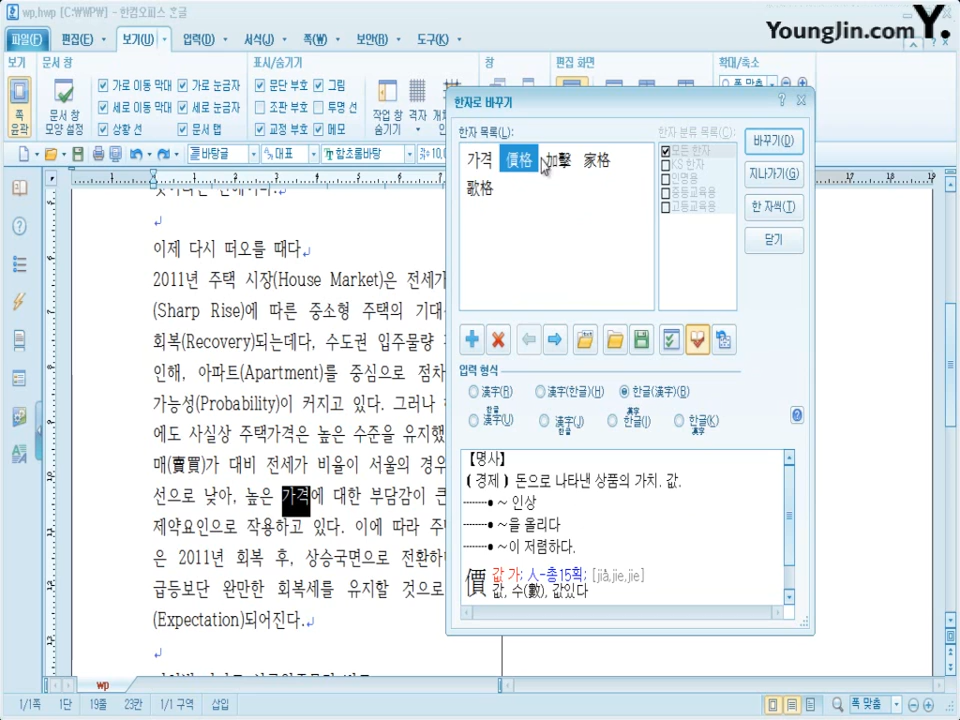 wp.hwp [C:₩WP₩] - 한컴오피스 한글
YoungJin.com Y.
파일(F) 편집(E) 보기(U) 입력(D) 서식(J) 쪽(W) 보안(R) 도구(K)
보기 문서 창 표시/숨기기 창 편집 화면 확대/축소
쪽 윤곽
문서 창 모양 설정
가로 이동 막대 가로 눈금자
세로 이동 막대 세로 눈금자
상황 선 문서 탭
문단 부호 그림
조판 부호 투명 선
교정 부호 메모
작업 창 숨기기
격자
쪽 맞춤
바탕글 대표 함초롬바탕
이제 다시 떠오를 때다
2011년 주택 시장(House Market)은 전세가
(Sharp Rise)에 따른 중소형 주택의 기대
회복(Recovery)되는데다, 수도권 입주물량
인해, 아파트(Apartment)를 중심으로 점차
가능성(Probability)이 커지고 있다. 그러나
에도 사실상 주택가격은 높은 수준을 유지했
매(賣買)가 대비 전세가 비율이 서울의 경우
선으로 낮아, 높은 가격에 대한 부담감이 큰
제약요인으로 작용하고 있다. 이에 따라 주
은 2011년 회복 후, 상승국면으로 전환하
급등보단 완만한 회복세를 유지할 것으로
(Expectation)되어진다.
한자로 바꾸기
한자 목록(L):
가격 價格 加擊 家格
歌格
한자 분류 목록(C):
모든 한자
KS 한자
인명용
중등교육용
고등교육용
바꾸기(D)
지나가기(G)
한 자씩(T)
닫기
입력 형식
漢字(R) 漢字(한글)(H) 한글(漢字)(B)
한글
漢字(U)
漢字(J)
한글
漢字
한글(I)
한글(K)
漢字
【명사】
(경제) 돈으로 나타낸 상품의 가치. 값.
~ 인상
~을 올리다
~이 저렴하다.
價 값 가; 人-총15획; [jià,jie,jie]
값, 수(數), 값있다
wp
1/1쪽 1단 19줄 23칸 1/1 구역 삽입
폭 맞춤